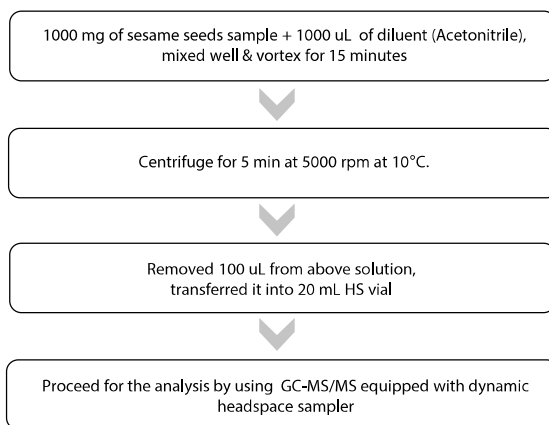 1000 mg of sesame seeds sample + 1000 uL of diluent (Acetonitrile),
mixed well & vortex for 15 minutes
Centrifuge for 5 min at 5000 rpm at 10°C.
Removed 100 uL from above solution,
transferred it into 20 mL HS vial
Proceed for the analysis by using GC-MS/MS equipped with dynamic
headspace sampler